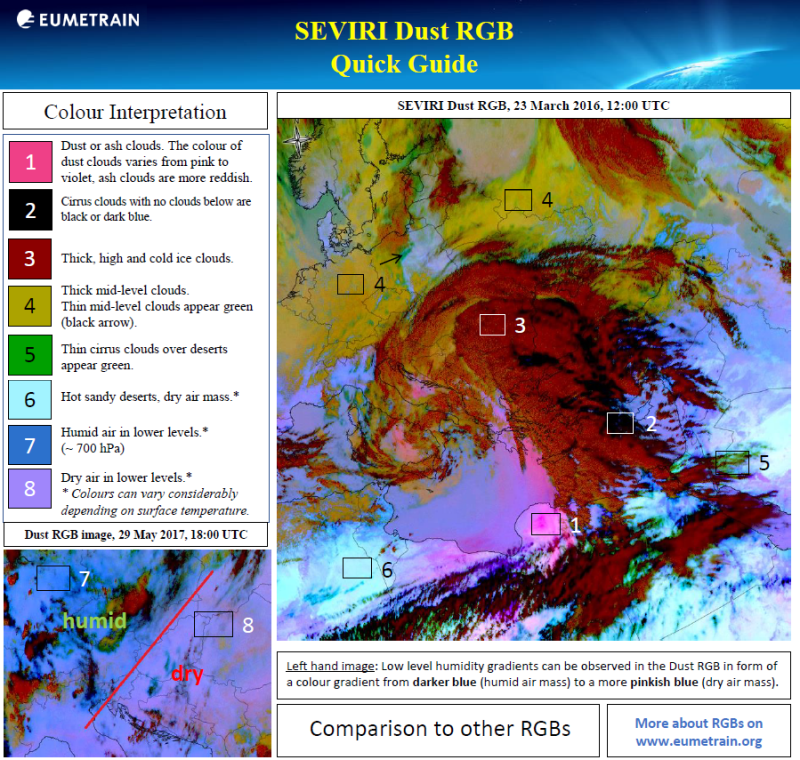 EUMETRAIN
SEVIRI Dust RGB
Quick Guide
Colour Interpretation
1
Dust or ash clouds. The colour of
dust clouds varies from pink to
violet, ash clouds are more reddish.
2
Cirrus clouds with no clouds below are
black or dark blue.
3
Thick, high and cold ice clouds.
4
Thick mid-level clouds.
Thin mid-level clouds appear green
(black arrow).
5
Thin cirrus clouds over deserts
appear green.
6
Hot sandy deserts, dry air mass.*
7
Humid air in lower levels.*
(~ 700 hPa)
8
Dry air in lower levels.*
* Colours can vary considerably
depending on surface temperature.
Dust RGB image, 29 May 2017, 18:00 UTC
7
humid
8
dry
SEVIRI Dust RGB, 23 March 2016, 12:00 UTC
4
4
3
2
5
1
6
Left hand image: Low level humidity gradients can be observed in the Dust RGB in form of
a colour gradient from darker blue (humid air mass) to a more pinkish blue (dry air mass).
Comparison to other RGBs
More about RGBs on
www.eumetrain.org